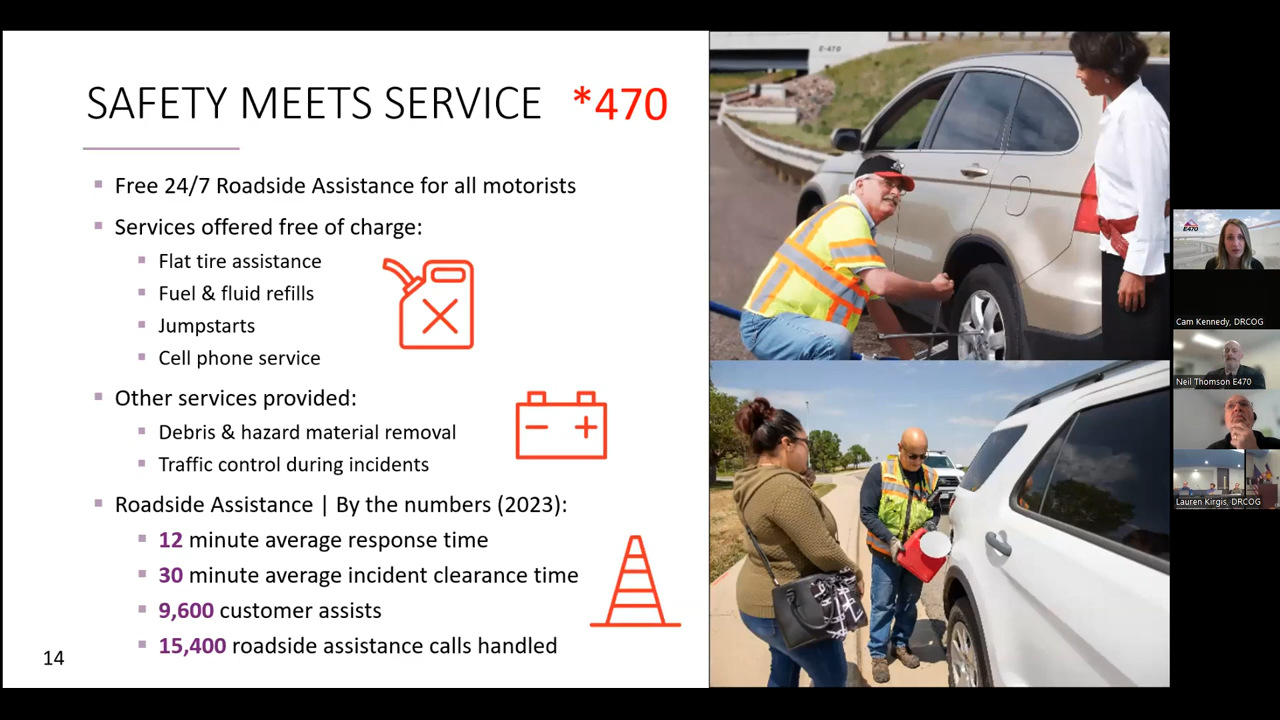 SAFETY MEETS SERVICE *470
Free 24/7 Roadside Assistance for all motorists
Services offered free of charge:
Flat tire assistance
Fuel & fluid refills
Jumpstarts
Cell phone service
Other services provided:
Debris & hazard material removal
Traffic control during incidents
Roadside Assistance | By the numbers (2023):
12 minute average response time
30 minute average incident clearance time
9,600 customer assists
15,400 roadside assistance calls handled
14
E-470
E470
Cam Kennedy, DRCOG
Neil Thomson E470
Lauren Kirgis, DRCOG